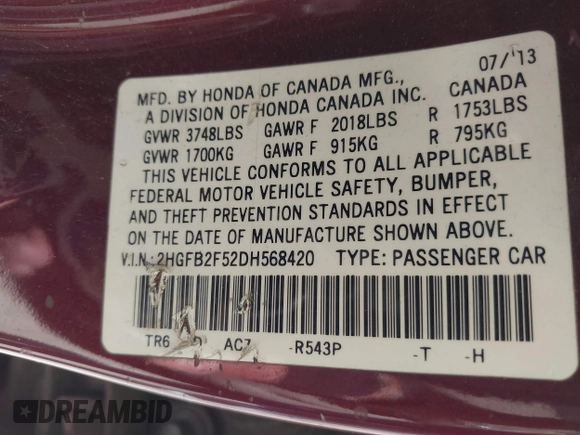 07/13
MFD. BY HONDA OF CANADA MFG., CANADA
A DIVISION OF HONDA CANADA INC.
GVWR 3748LBS GAWR F 2018LBS R 1753LBS
GVWR 1700KG GAWR F 915KG R 795KG
THIS VEHICLE CONFORMS TO ALL APPLICABLE
FEDERAL MOTOR VEHICLE SAFETY, BUMPER,
AND THEFT PREVENTION STANDARDS IN EFFECT
ON THE DATE OF MANUFACTURE SHOWN ABOVE.
V.I.N.:2HGFB2F52DH568420 TYPE: PASSENGER CAR
TR6 AC7 -R543P -T -H
DREAMBID